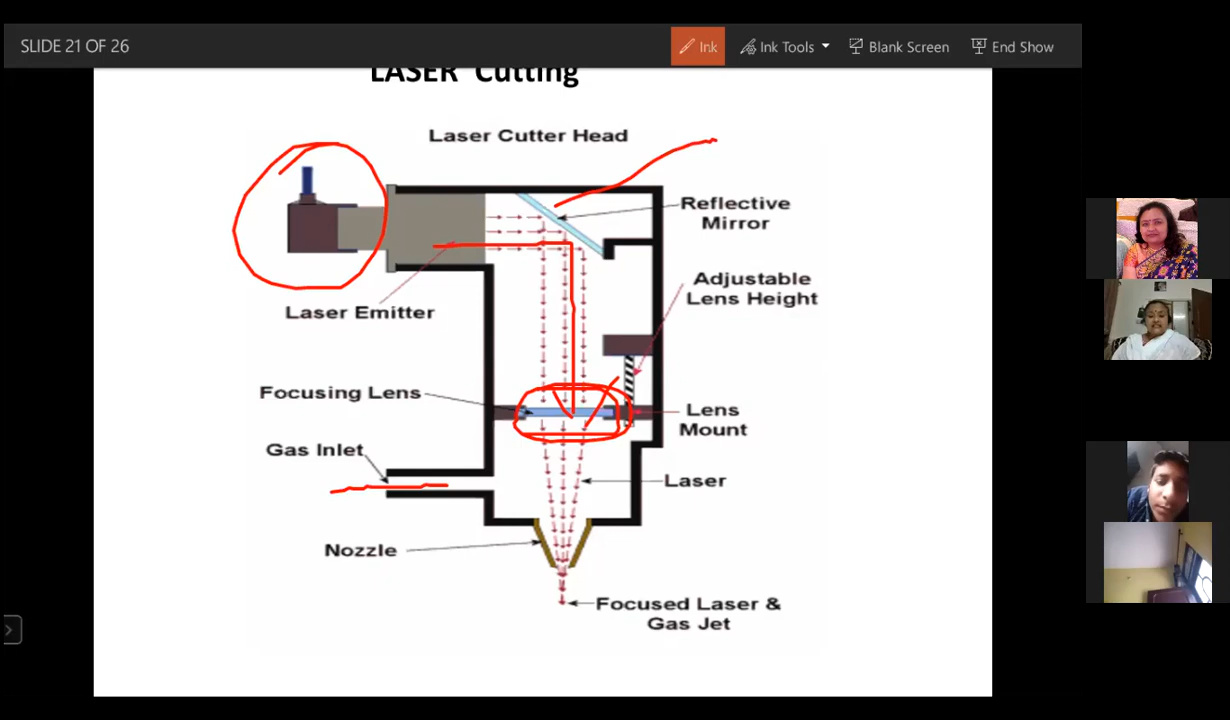 SLIDE 21 OF 26
Ink
Ink Tools
Blank Screen
End Show
LASER Cutting
Laser Cutter Head
Reflective
Mirror
Adjustable
Lens Height
Laser Emitter
Focusing Lens
Lens
Mount
Gas Inlet
Laser
Nozzle
Focused Laser &
Gas Jet